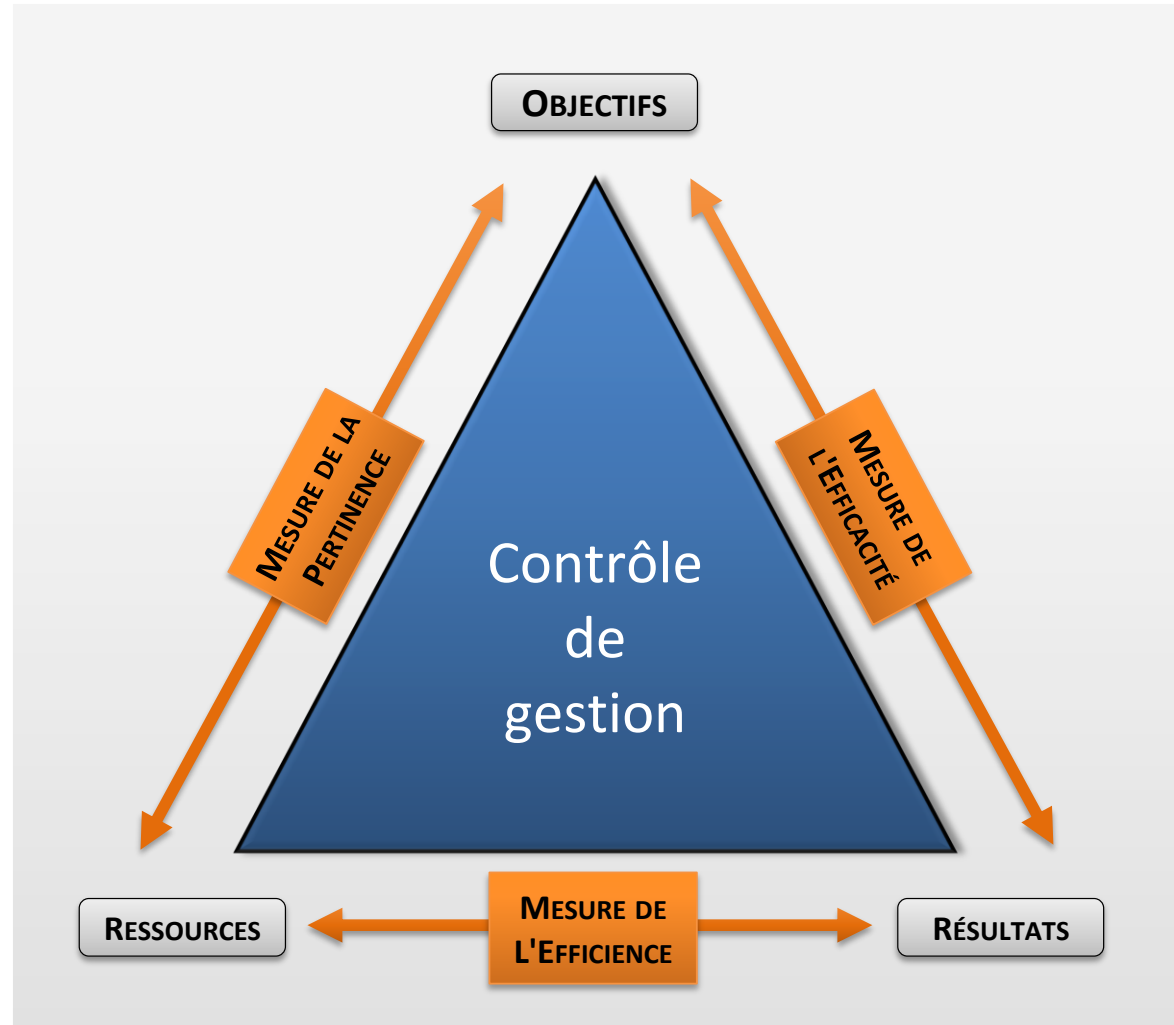 OBJECTIFS
MESURE DE LA
PERTINENCE
MESURE DE
L'EFFICACITÉ
Contrôle
de
gestion
RESSOURCES
MESURE DE
L'EFFICIENCE
RÉSULTATS